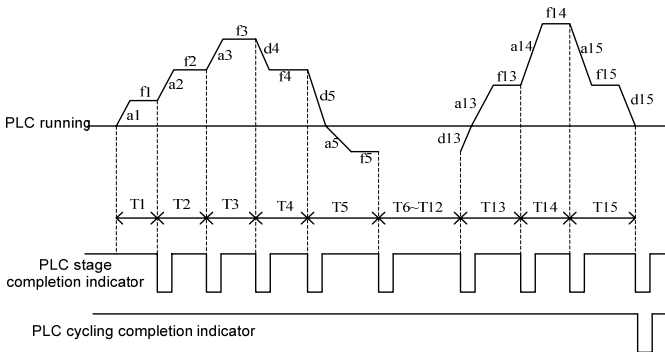 f3
f14
f2
a3
d4
a14
a15
f1
a2
f4
f13
f15
a1
d5
a13
d15
PLC running
a5
f5
d13
T1 T2 T3 T4 T5 T6~T12 T13 T14 T15
PLC stage
completion indicator
PLC cycling completion indicator